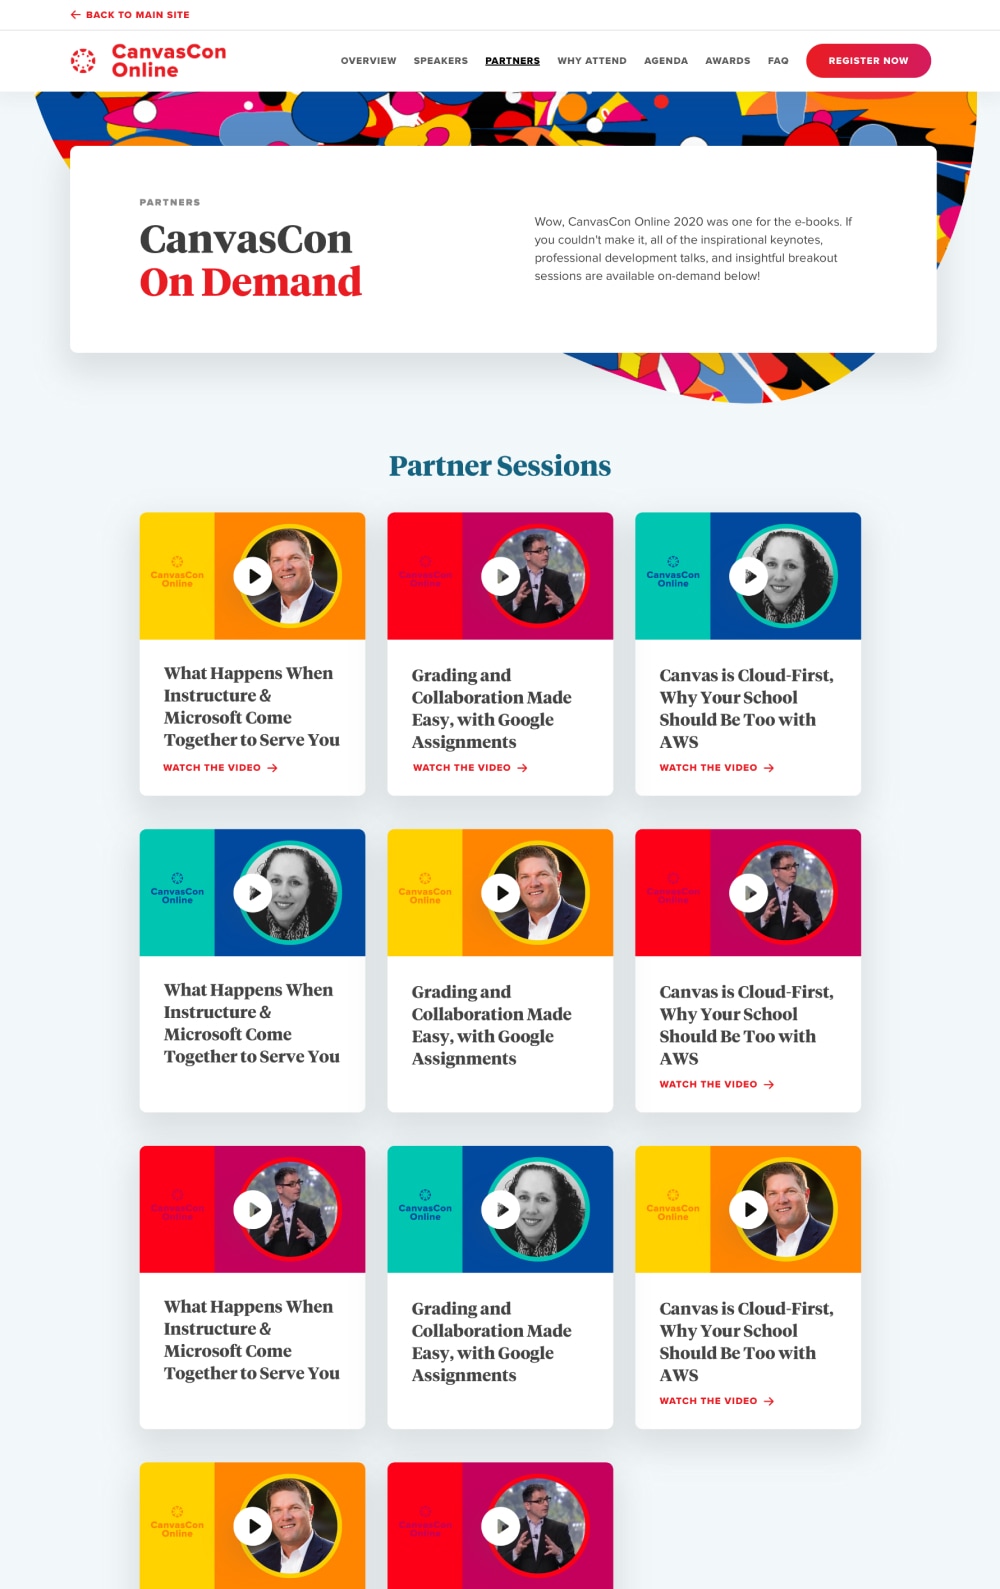 BACK TO MAIN SITE
CanvasCon
Online
OVERVIEW SPEAKERS PARTNERS WHY ATTEND AGENDA AWARDS FAQ REGISTER NOW
PARTNERS
CanvasCon
On Demand
Wow, CanvasCon Online 2020 was one for the e-books. If
you couldn't make it, all of the inspirational keynotes,
professional development talks, and insightful breakout
sessions are available on-demand below!
Partner Sessions
CanvasCon
Online
What Happens When
Instructure &
Microsoft Come
Together to Serve You
WATCH THE VIDEO
CanvasCon
Online
Grading and
Collaboration Made
Easy, with Google
Assignments
WATCH THE VIDEO
CanvasCon
Online
Canvas is Cloud-First,
Why Your School
Should Be Too with
AWS
WATCH THE VIDEO
CanvasCon
Online
What Happens When
Instructure &
Microsoft Come
Together to Serve You
CanvasCon
Online
Grading and
Collaboration Made
Easy, with Google
Assignments
CanvasCon
Online
Canvas is Cloud-First,
Why Your School
Should Be Too with
AWS
WATCH THE VIDEO
CanvasCon
Online
What Happens When
Instructure &
Microsoft Come
Together to Serve You
CanvasCon
Online
Grading and
Collaboration Made
Easy, with Google
Assignments
CanvasCon
Online
Canvas is Cloud-First,
Why Your School
Should Be Too with
AWS
WATCH THE VIDEO
CanvasCon
Online
CanvasCon
Online